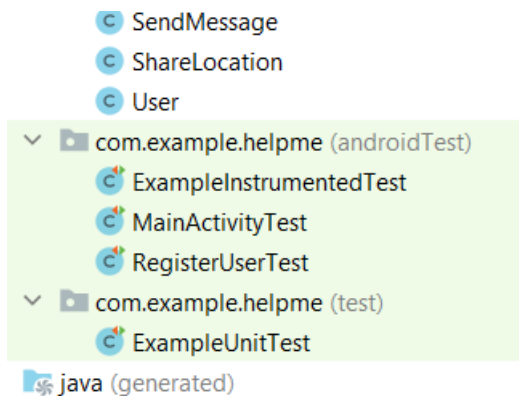 SendMessage
ShareLocation
User
com.example.helpme (androidTest)
ExampleInstrumentedTest
MainActivityTest
RegisterUserTest
com.example.helpme (test)
ExampleUnitTest
java (generated)